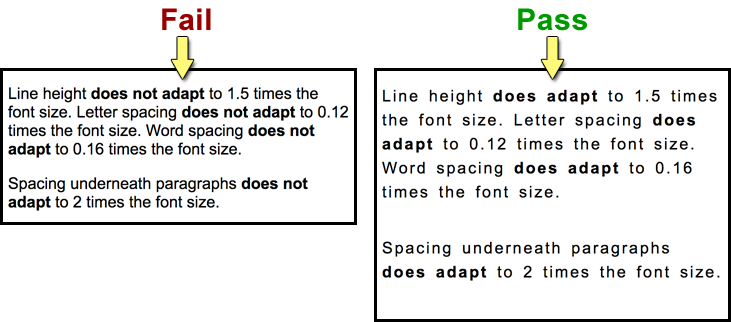 Fail
Line height does not adapt to 1.5 times the
font size. Letter spacing does not adapt to 0.12
times the font size. Word spacing does not
adapt to 0.16 times the font size.
Spacing underneath paragraphs does not
adapt to 2 times the font size.
Pass
Line height does adapt to 1.5 times
the font size. Letter spacing does
adapt to 0.12 times the font size.
Word spacing does adapt to 0.16
times the font size.
Spacing underneath paragraphs
does adapt to 2 times the font size.